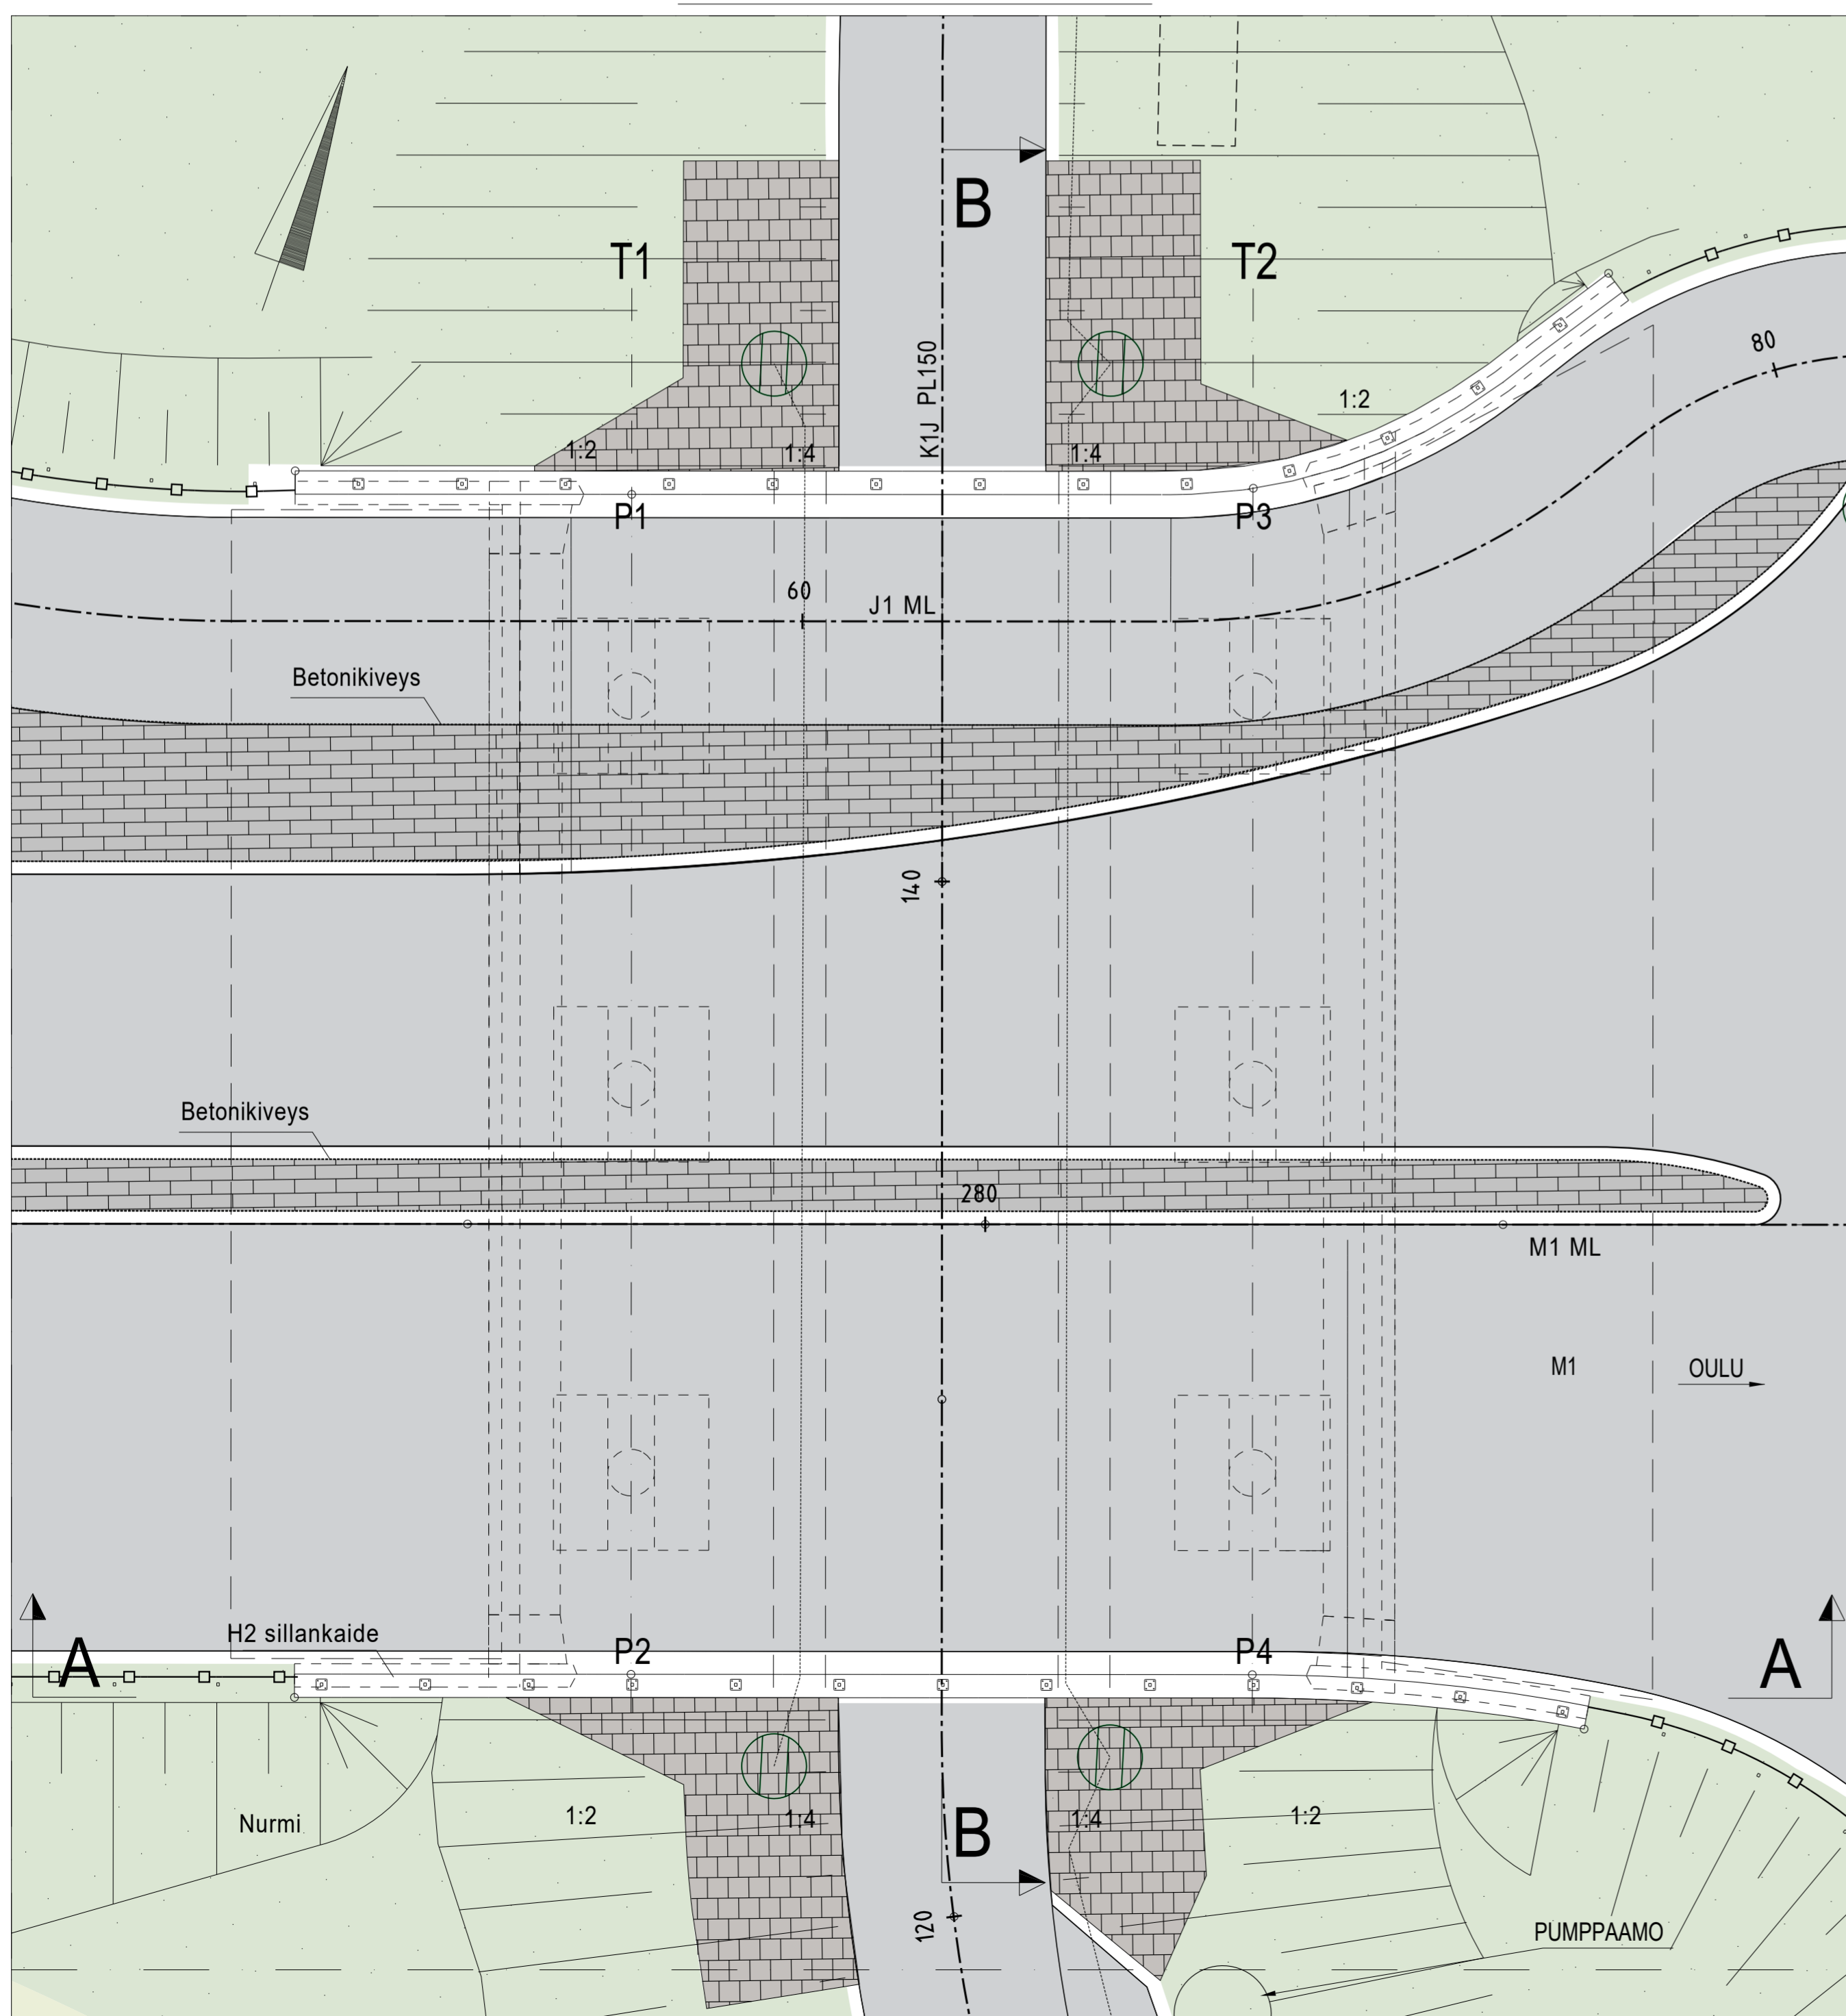 B
T1
T2
K1J PL150
80
1:2
1:2
1:4
1:4
P1
P3
60
J1 ML
Betonikiveys
140
Betonikiveys
280
M1 ML
M1
OULU
H2 sillankaide
P2
P4
A
A
Nurmi
1:2
1:4
B
1:4
1:2
120
PUMPPAAMO